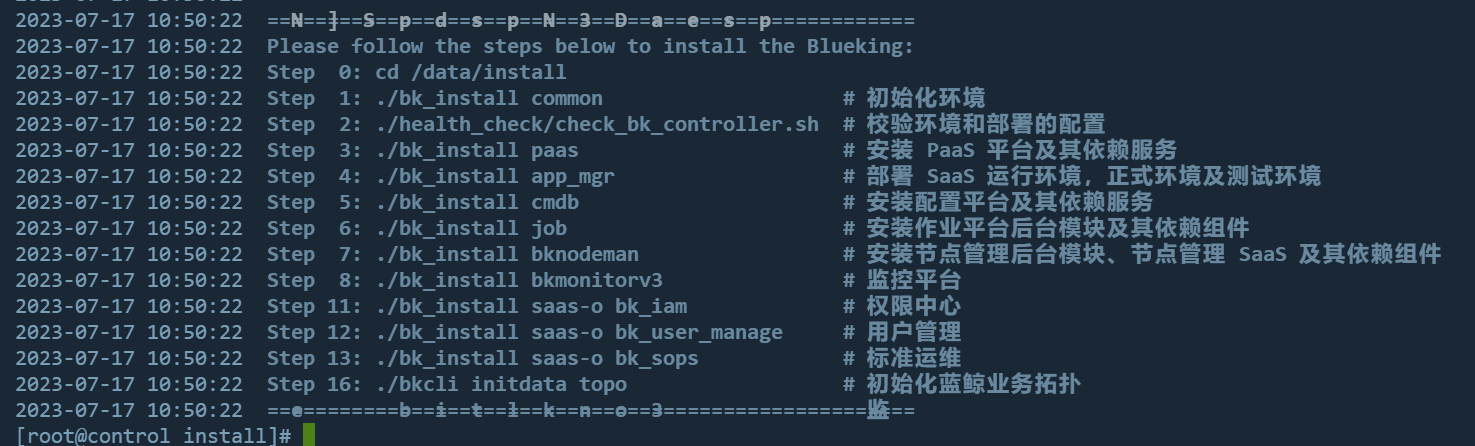 2023-07-17 10:50:22 ==N==]==S==p==d==s==p==N==3==D==a==e==s==p============
2023-07-17 10:50:22 Please follow the steps below to install the Blueking:
2023-07-17 10:50:22 Step  0: cd /data/install
2023-07-17 10:50:22 Step  1: ./bk_install common # 初始化环境
2023-07-17 10:50:22 Step  2: ./health_check/check_bk_controller.sh # 校验环境和部署的配置
2023-07-17 10:50:22 Step  3: ./bk_install paas # 安装 PaaS 平台及其依赖服务
2023-07-17 10:50:22 Step  4: ./bk_install app_mgr # 部署 SaaS 运行环境，正式环境及测试环境
2023-07-17 10:50:22 Step  5: ./bk_install cmdb # 安装配置平台及其依赖服务
2023-07-17 10:50:22 Step  6: ./bk_install job # 安装作业平台后台模块及其依赖组件
2023-07-17 10:50:22 Step  7: ./bk_install bknodeman # 安装节点管理后台模块、节点管理 SaaS 及其依赖组件
2023-07-17 10:50:22 Step  8: ./bk_install bkmonitorv3 # 监控平台
2023-07-17 10:50:22 Step 11: ./bk_install saas-o bk_iam # 权限中心
2023-07-17 10:50:22 Step 12: ./bk_install saas-o bk_user_manage # 用户管理
2023-07-17 10:50:22 Step 13: ./bk_install saas-o bk_sops # 标准运维
2023-07-17 10:50:22 Step 16: ./bkcli initdata topo # 初始化蓝鲸业务拓扑
2023-07-17 10:50:22 ==e========b==i==t==l==k==n==o==3=================监==
[root@control install]#